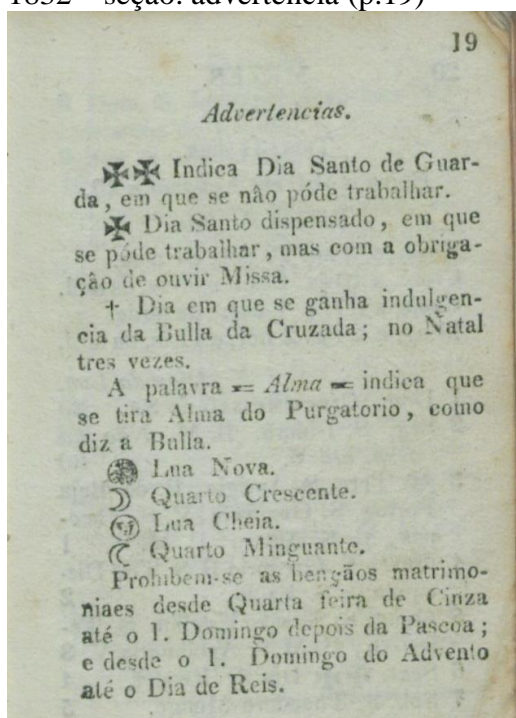 1832 – seção: advertência (p.19)
19
Advertencias.
✠✠ Indica Dia Santo de Guar-
da, em que se não póde trabalhar.
✠ Dia Santo dispensado, em que
se póde trabalhar, mas com a obriga-
ção de ouvir Missa.
† Dia em que se gânha indulgen-
cia da Bulla da Cruzada; no Natal
tres vezes.
A palavra = Alma = indica que
se tira Alma do Purgatorio, como
diz a Bulla.
Lua Nova.
☽ Quarto Crescente.
Lua Cheia.
☾ Quarto Minguante.
Prohibem-se as bençãos matrimo-
niaes desde Quarta feira de Cinza
até o 1. Domingo depois da Pascoa;
e desde o 1. Domingo do Advento
até o Dia de Reis.